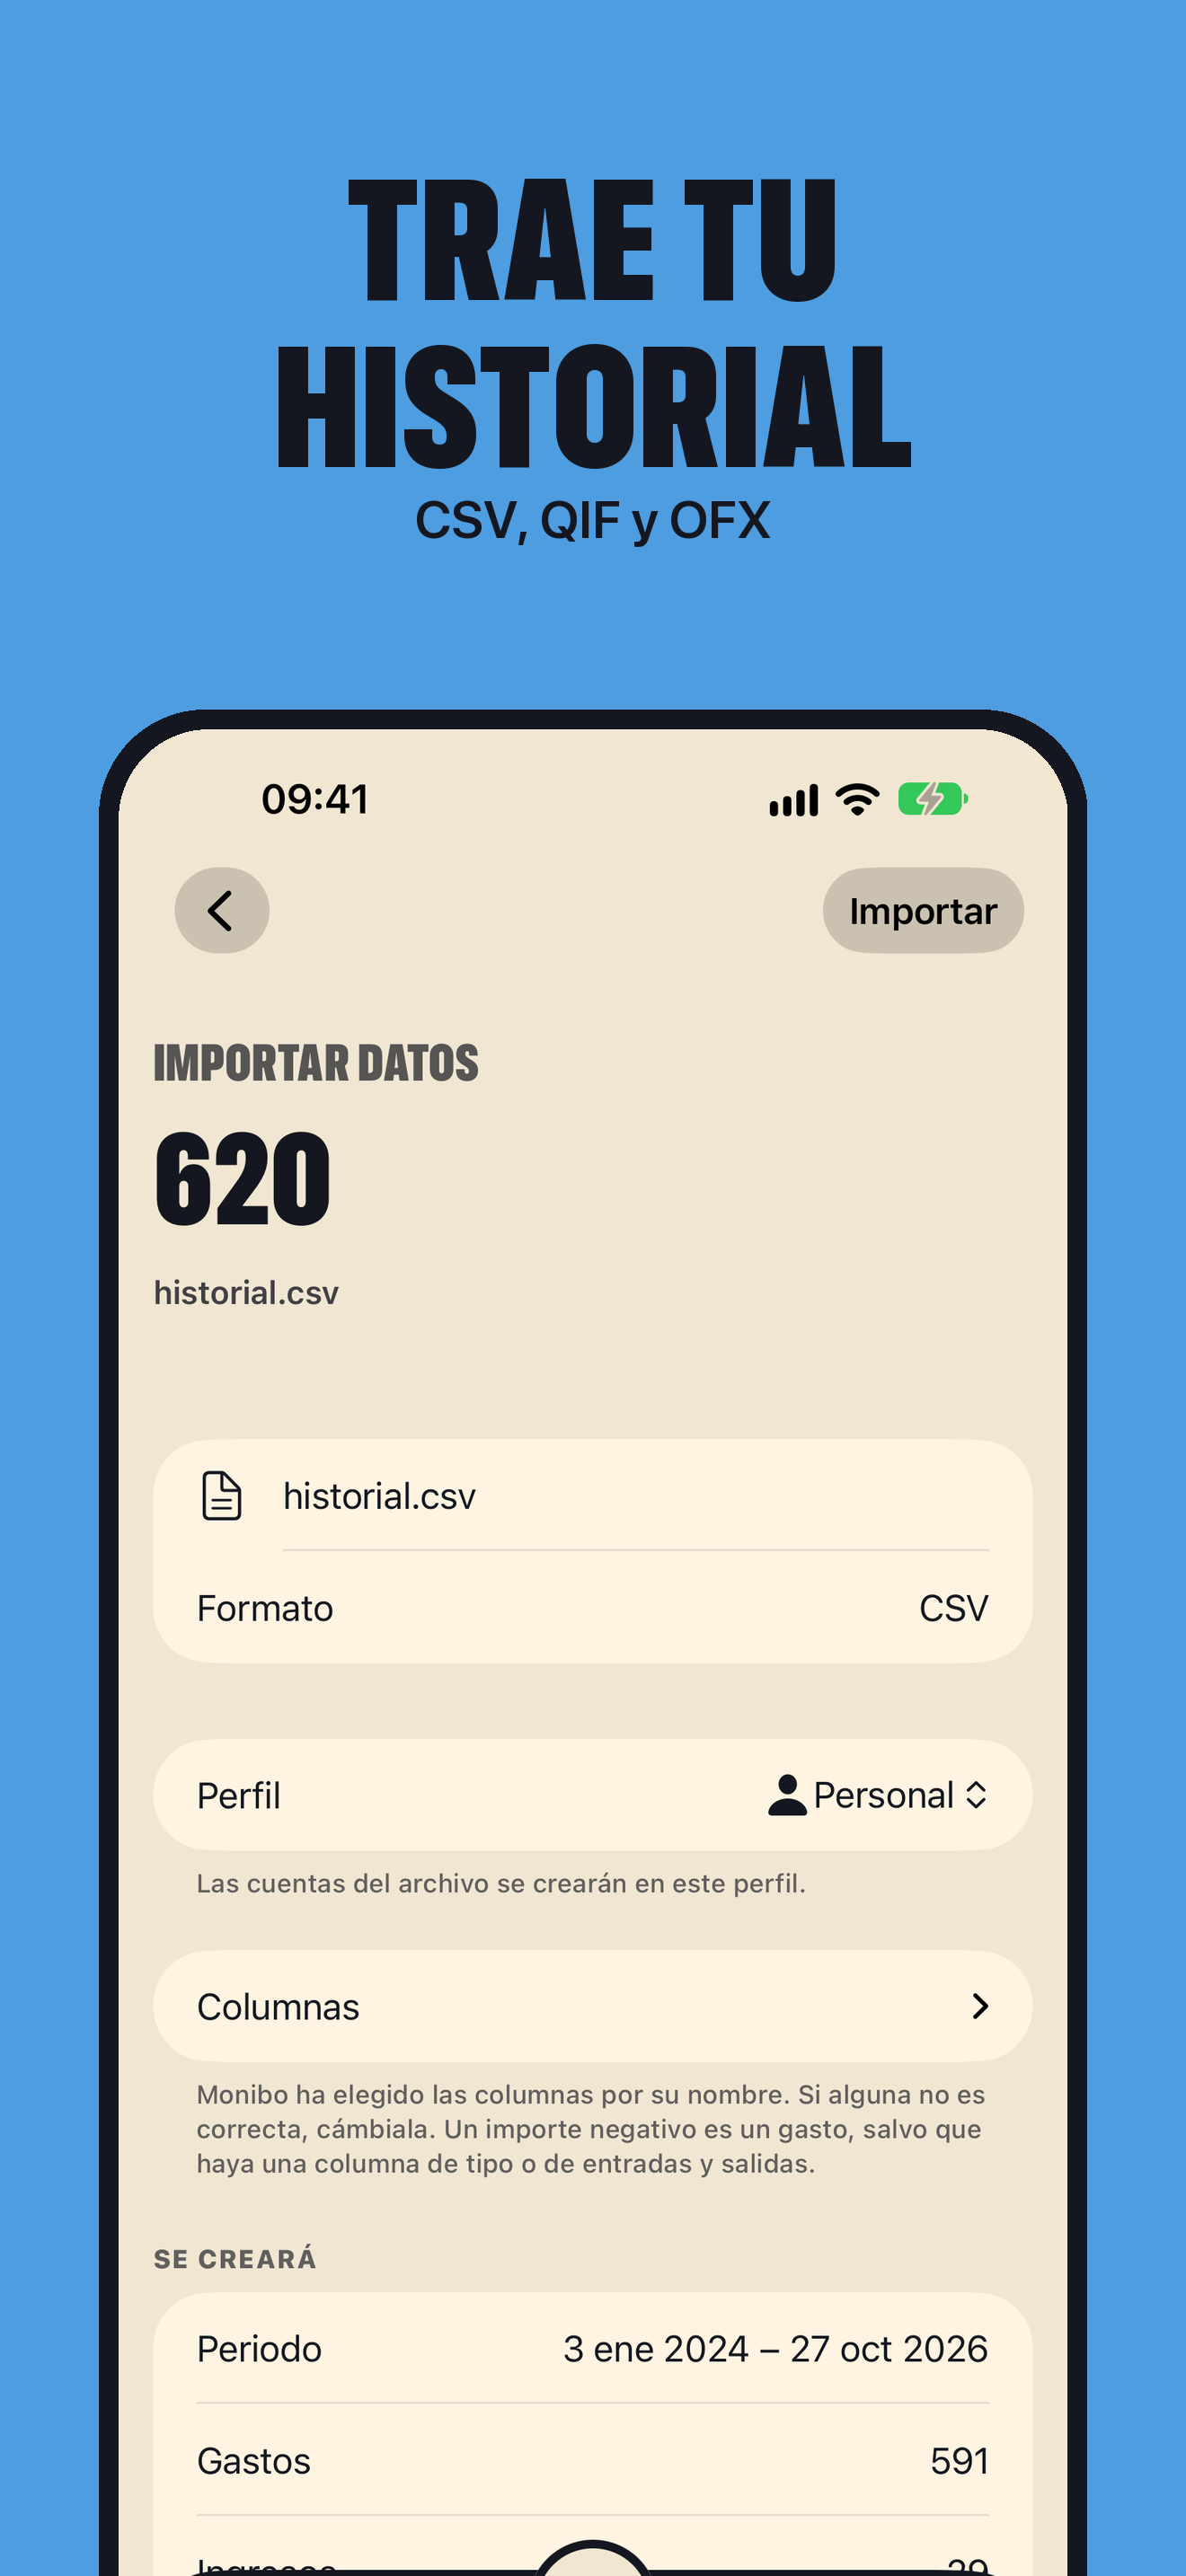 TRAE TU
HISTORIAL
CSV, QIF y OFX
09:41
Importar
IMPORTAR DATOS
620
historial.csv
historial.csv
Formato CSV
Perfil Personal
Las cuentas del archivo se crearán en este perfil.
Columnas
Monibo ha elegido las columnas por su nombre. Si alguna no es
correcta, cámbiala. Un importe negativo es un gasto, salvo que
haya una columna de tipo o de entradas y salidas.
SE CREARÁ
Periodo 3 ene 2024 – 27 oct 2026
Gastos 591
Ingresos 29